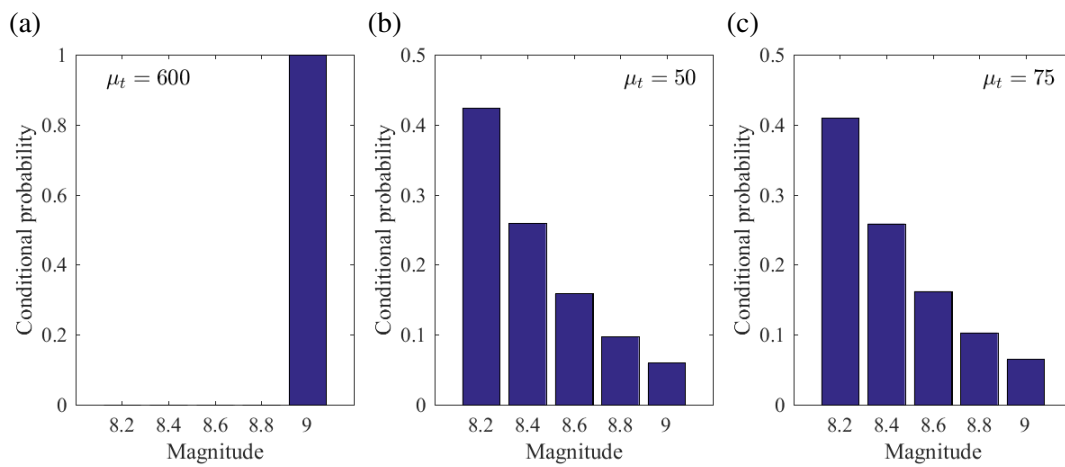 (a)
μt = 600
Conditional probability
1
0.8
0.6
0.4
0.2
0
8.2 8.4 8.6 8.8 9
Magnitude
(b)
μt = 50
Conditional probability
0.5
0.4
0.3
0.2
0.1
0
8.2 8.4 8.6 8.8 9
Magnitude
(c)
μt = 75
Conditional probability
0.5
0.4
0.3
0.2
0.1
0
8.2 8.4 8.6 8.8 9
Magnitude